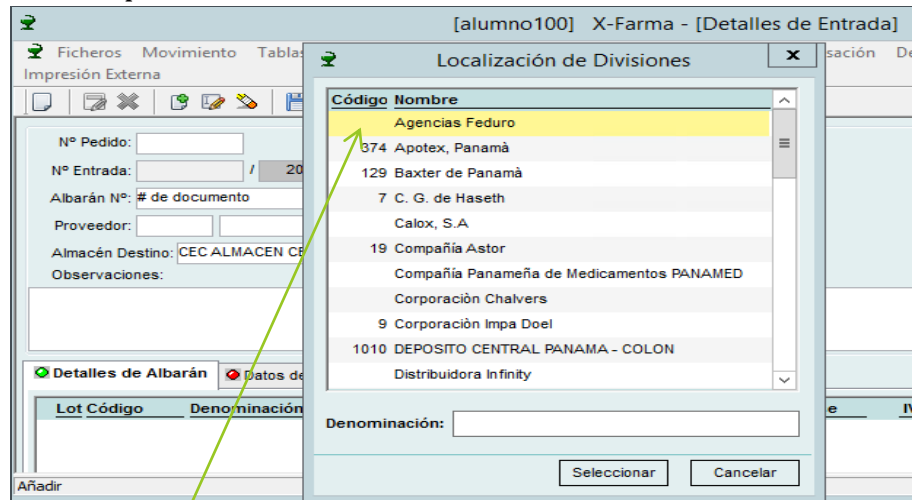 [alumno100] X-Farma - [Detalles de Entrada]
Ficheros Movimiento Tablas
sación
Impresión Externa
Localización de Divisiones
x
Código Nombre
Agencias Feduro
374 Apotex, Panamà
129 Baxter de Panamà
7 C. G. de Haseth
Calox, S.A
19 Compañía Astor
Compañía Panameña de Medicamentos PANAMED
Corporaciòn Chalvers
9 Corporaciòn Impa Doel
1010 DEPOSITO CENTRAL PANAMA - COLON
Distribuidora Infinity
Denominación:
Seleccionar Cancelar
Nº Pedido:
Nº Entrada: / 20
Albarán Nº: # de documento
Proveedor:
Almacén Destino: CEC ALMACEN CE
Observaciones:
Detalles de Albarán Datos de
Lot Código Denominación
e
Añadir